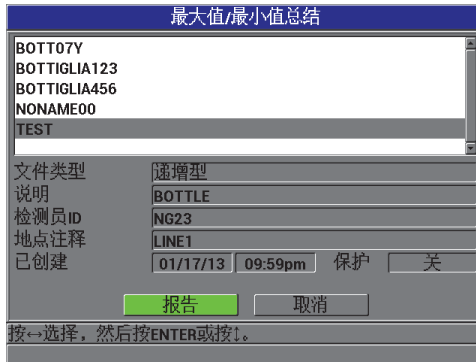 最大值/最小值总结
BOTT07Y
BOTTIGLIA123
BOTTIGLIA456
NONAME00
TEST
文件类型 递增型
说明 BOTTLE
检测员ID NG23
地点注释 LINE1
已创建 01/17/13 09:59pm 保护 关
报告 取消
按↔选择，然后按ENTER或按↕。